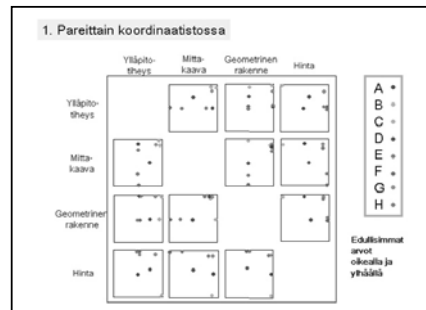 1. Pareittain koordinaatistossa
Ylläpito-
tiheys
Mitta-
kaava
Geometrinen
rakenne
Hinta
Ylläpito-
tiheys
Mitta-
kaava
Geometrinen
rakenne
Hinta
A
B
C
D
E
F
G
H
Edullisimmat
arvot
oikealla ja
ylhäällä